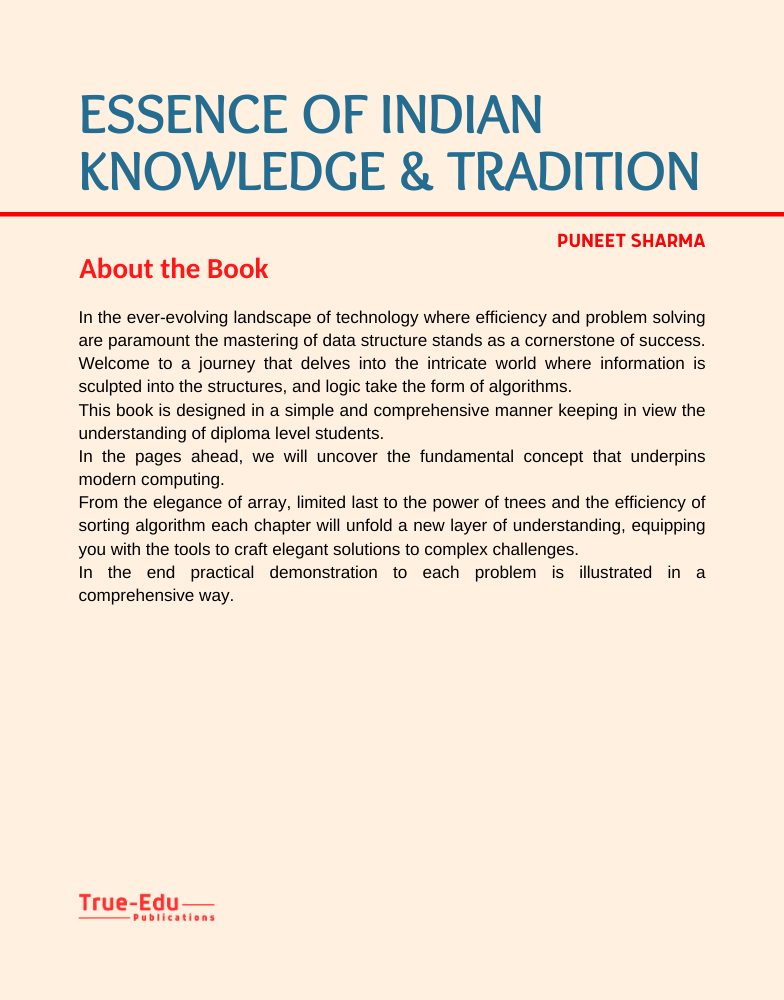 ESSENCE OF INDIAN
KNOWLEDGE & TRADITION
PUNEET SHARMA
About the Book
In the ever-evolving landscape of technology where efficiency and problem solving
are paramount the mastering of data structure stands as a cornerstone of success.
Welcome to a journey that delves into the intricate world where information is
sculpted into the structures, and logic take the form of algorithms.
This book is designed in a simple and comprehensive manner keeping in view the
understanding of diploma level students.
In the pages ahead, we will uncover the fundamental concept that underpins
modern computing.
From the elegance of array, limited last to the power of tnees and the efficiency of
sorting algorithm each chapter will unfold a new layer of understanding, equipping
you with the tools to craft elegant solutions to complex challenges.
In the end practical demonstration to each problem is illustrated in a
comprehensive way.
True-Edu
Publications